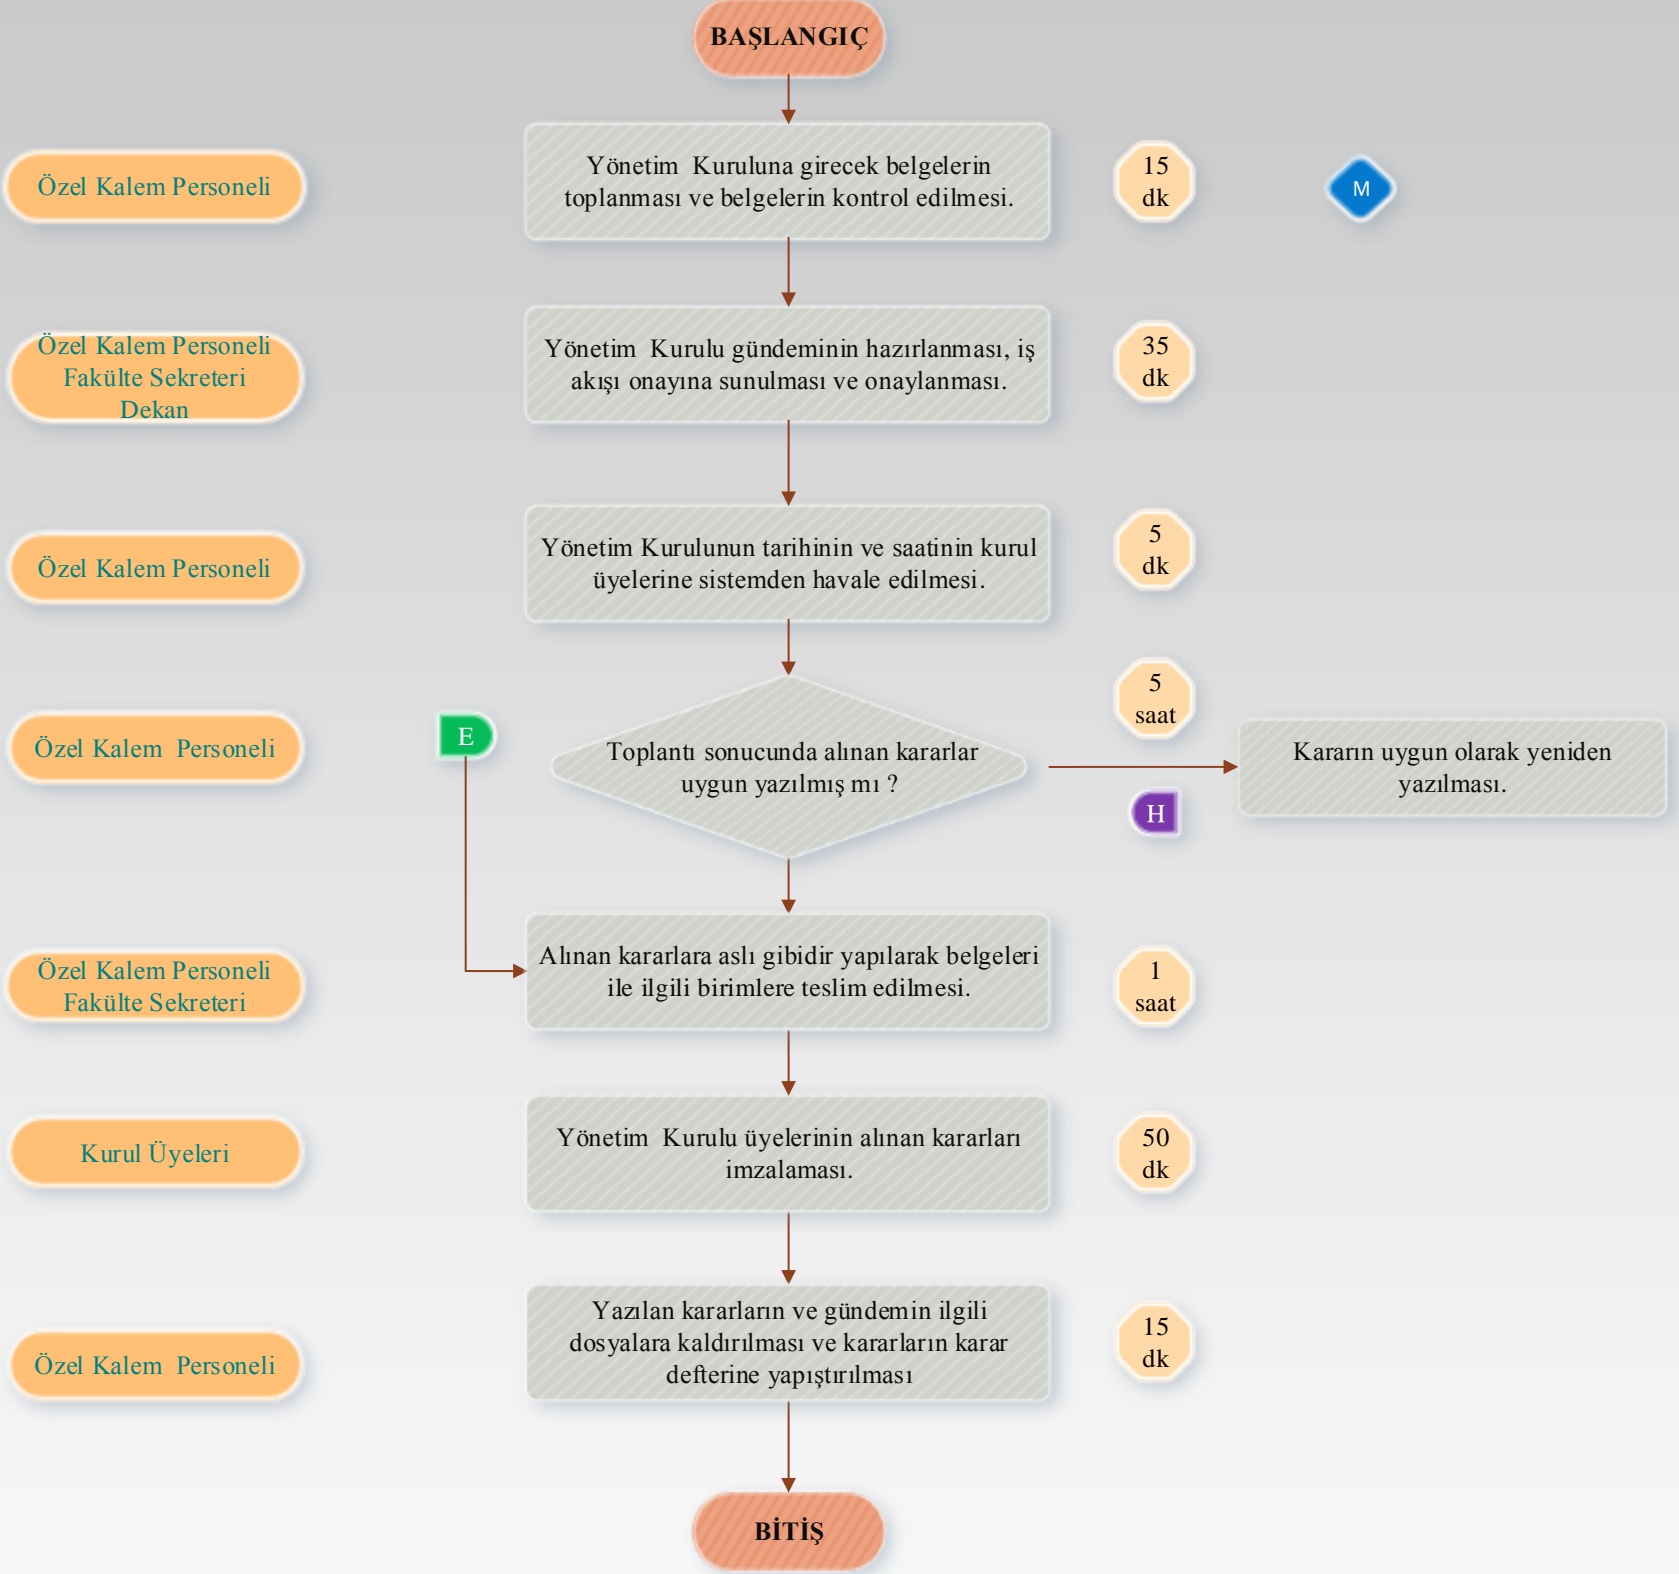 BAŞLANGIÇ
Özel Kalem Personeli
Yönetim Kuruluna girecek belgelerin
toplanması ve belgelerin kontrol edilmesi.
15
dk
M
Özel Kalem Personeli
Fakülte Sekreteri
Dekan
Yönetim Kurulu gündeminin hazırlanması, iş
akışı onayına sunulması ve onaylanması.
35
dk
Özel Kalem Personeli
Yönetim Kurulunun tarihinin ve saatinin kurul
üyelerine sistemden havale edilmesi.
5
dk
Özel Kalem Personeli
E
Toplantı sonucunda alınan kararlar
uygun yazılmış mı ?
5
saat
H
Kararın uygun olarak yeniden
yazılması.
Özel Kalem Personeli
Fakülte Sekreteri
Alınan kararlara aslı gibidir yapılarak belgeleri
ile ilgili birimlere teslim edilmesi.
1
saat
Kurul Üyeleri
Yönetim Kurulu üyelerinin alınan kararları
imzalaması.
50
dk
Özel Kalem Personeli
Yazılan kararların ve gündemin ilgili
dosyalara kaldırılması ve kararların karar
defterine yapıştırılması
15
dk
BİTİŞ